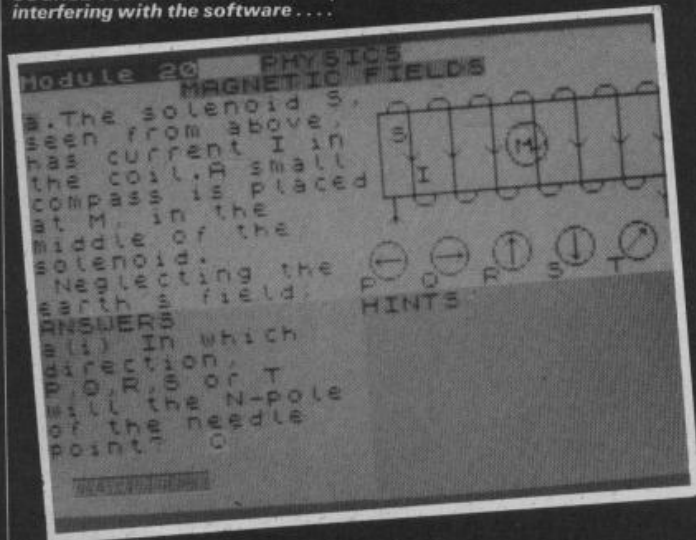 interfering with the software . . . .
Module 20
PHYSICS
MAGNETIC FIELDS
a.The solenoid S,
seen from above,
has current I in
the coil.A small
compass is placed
at M, in the
middle of the
solenoid.
Neglecting the
earth's field,
S
I
M
P Q R S T
ANSWERS
HINTS
a(i) In which
direction,
P,Q,R,S or T
will the N-pole
of the needle
point?